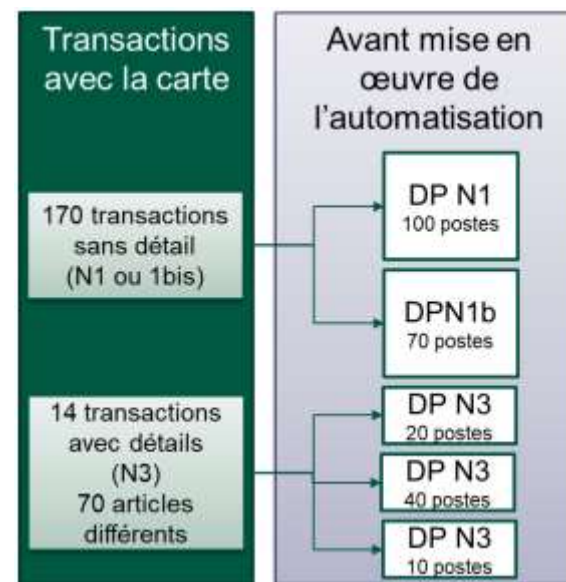 Transactions
avec la carte
170 transactions
sans détail
(N1 ou 1bis)
14 transactions
avec détails
(N3)
70 articles
différents
Avant mise en
œuvre de
l'automatisation
DP N1
100 postes
DPN1b
70 postes
DP N3
20 postes
DP N3
40 postes
DP N3
10 postes